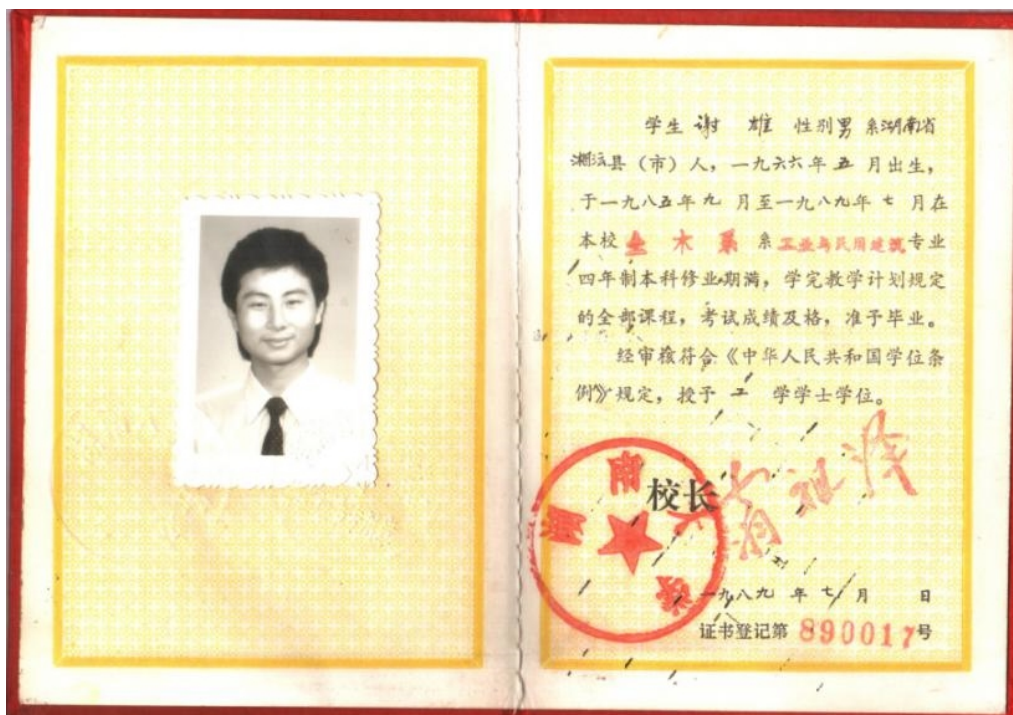 学生 谢 雄 性别男 系湖南省
县（市）人，一九六六年 五 月出生，
于一九八五年九 月至一九八九年 七 月在
本校 土 木 系 系 工业与民用建筑 专业
四年制本科修业期满，学完教学计划规定
的全部课程，考试成绩及格，准予毕业。
经审核符合《中华人民共和国学位条
例》规定，授予 工 学学士学位。
湖南大学
校长
一九八九 年 七 月 日
证书登记第 890017 号